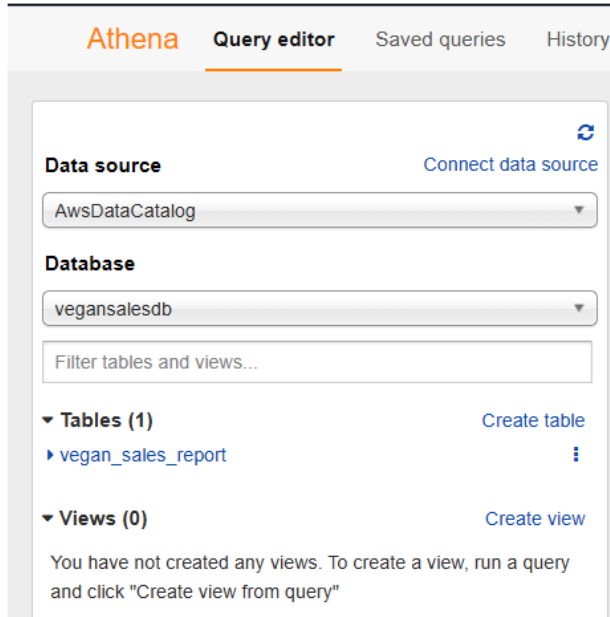 Athena Query editor Saved queries History
Data source Connect data source
AwsDataCatalog
Database
vegansalesdb
Filter tables and views...
Tables (1) Create table
vegan_sales_report
Views (0) Create view
You have not created any views. To create a view, run a query
and click "Create view from query"